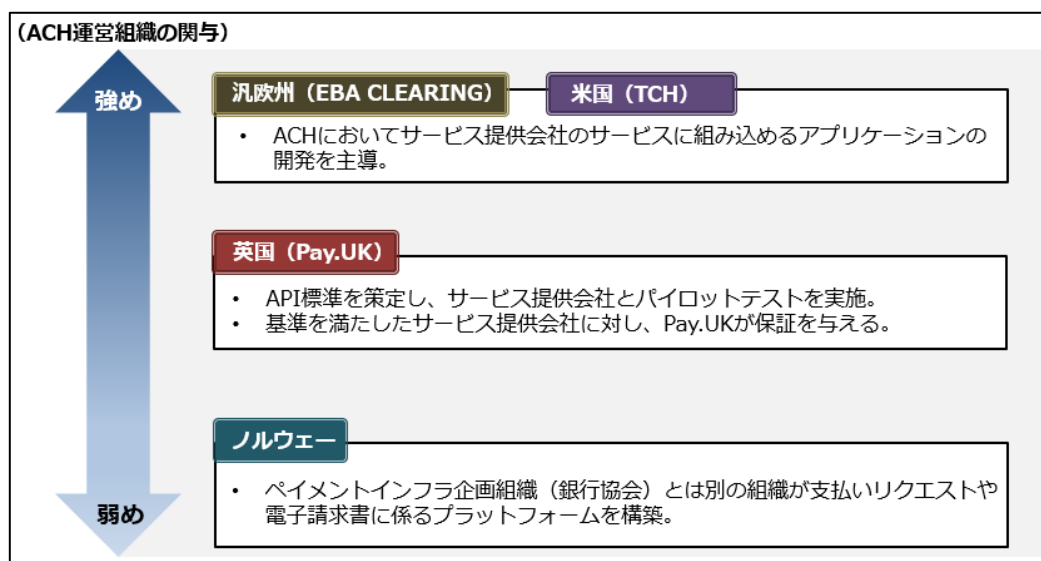 （ACH運営組織の関与）
強め
汎欧州（EBA CLEARING）
米国（TCH）
• ACHにおいてサービス提供会社のサービスに組み込めるアプリケーションの
開発を主導。
英国（Pay.UK）
• API標準を策定し、サービス提供会社とパイロットテストを実施。
• 基準を満たしたサービス提供会社に対し、Pay.UKが保証を与える。
ノルウェー
• ペイメントインフラ企画組織（銀行協会）とは別の組織が支払いリクエストや
電子請求書に係るプラットフォームを構築。
弱め